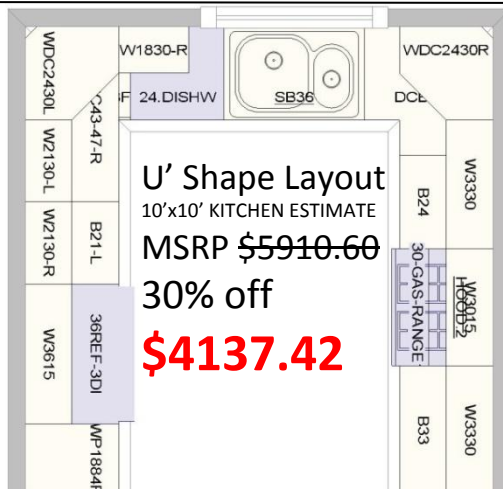 WDC2430L
W1830-R
WDC2430R
24.DISHW
SB36
C43-47-R
W2130-L
W2130-R
B21-L
W3615
36REF-3DI
B24
W3330
30-GAS-RANGE
W3015
HOOD.2
B33
W3330
U’ Shape Layout
10’x10’ KITCHEN ESTIMATE
MSRP $5910.60
30% off
$4137.42